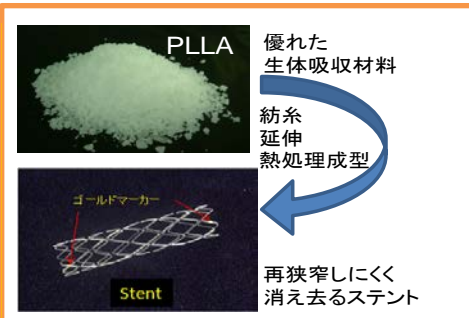 PLLA
優れた
生体吸収材料
紡糸
延伸
熱処理成型
ゴールドマーカー
Stent
再狭窄しにくく
消え去るステント